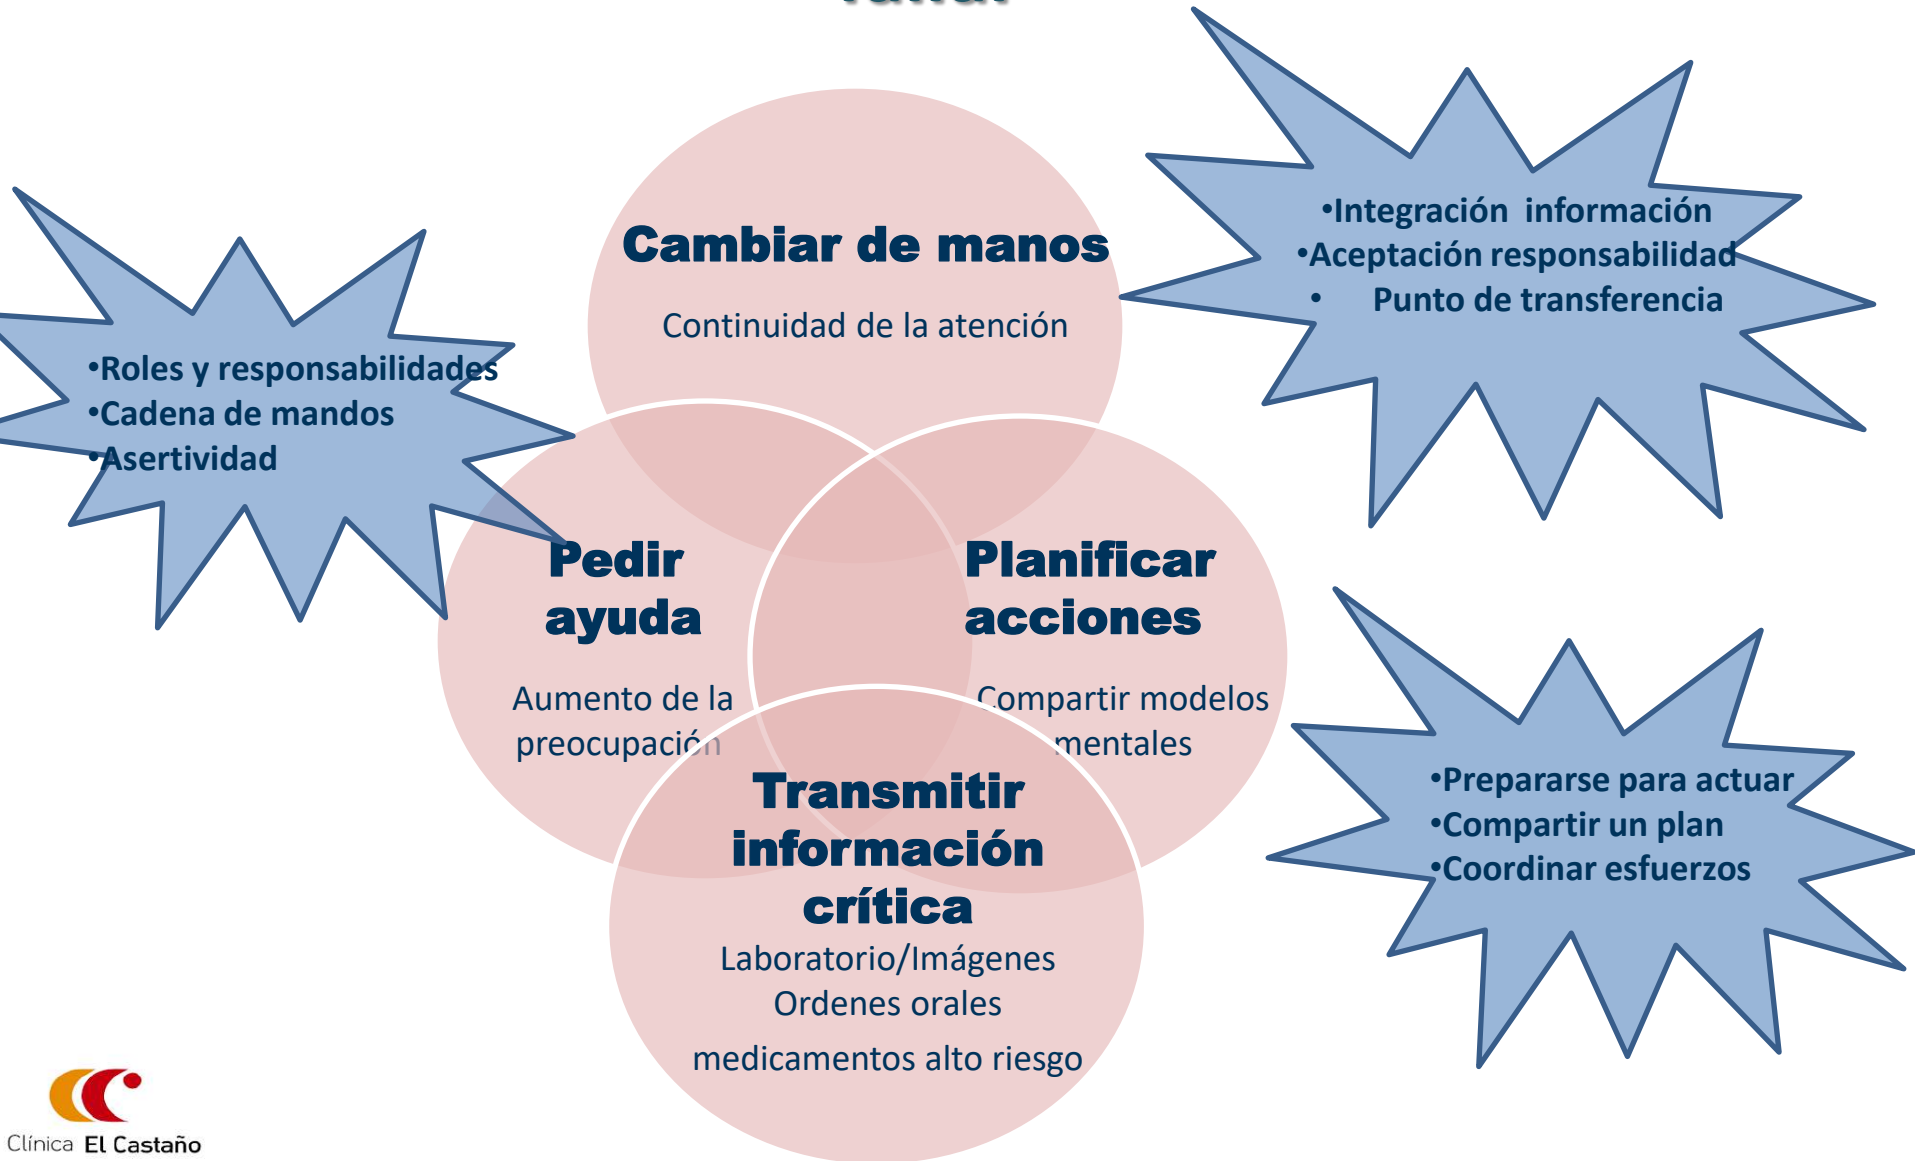 Cambiar de manos
Continuidad de la atención
•Integración información
•Aceptación responsabilidad
• Punto de transferencia
•Roles y responsabilidades
•Cadena de mandos
•Asertividad
Pedir
ayuda
Aumento de la
preocupación
Planificar
acciones
Compartir modelos
mentales
•Prepararse para actuar
•Compartir un plan
•Coordinar esfuerzos
Transmitir
información
crítica
Laboratorio/Imágenes
Ordenes orales
medicamentos alto riesgo
Clínica El Castaño